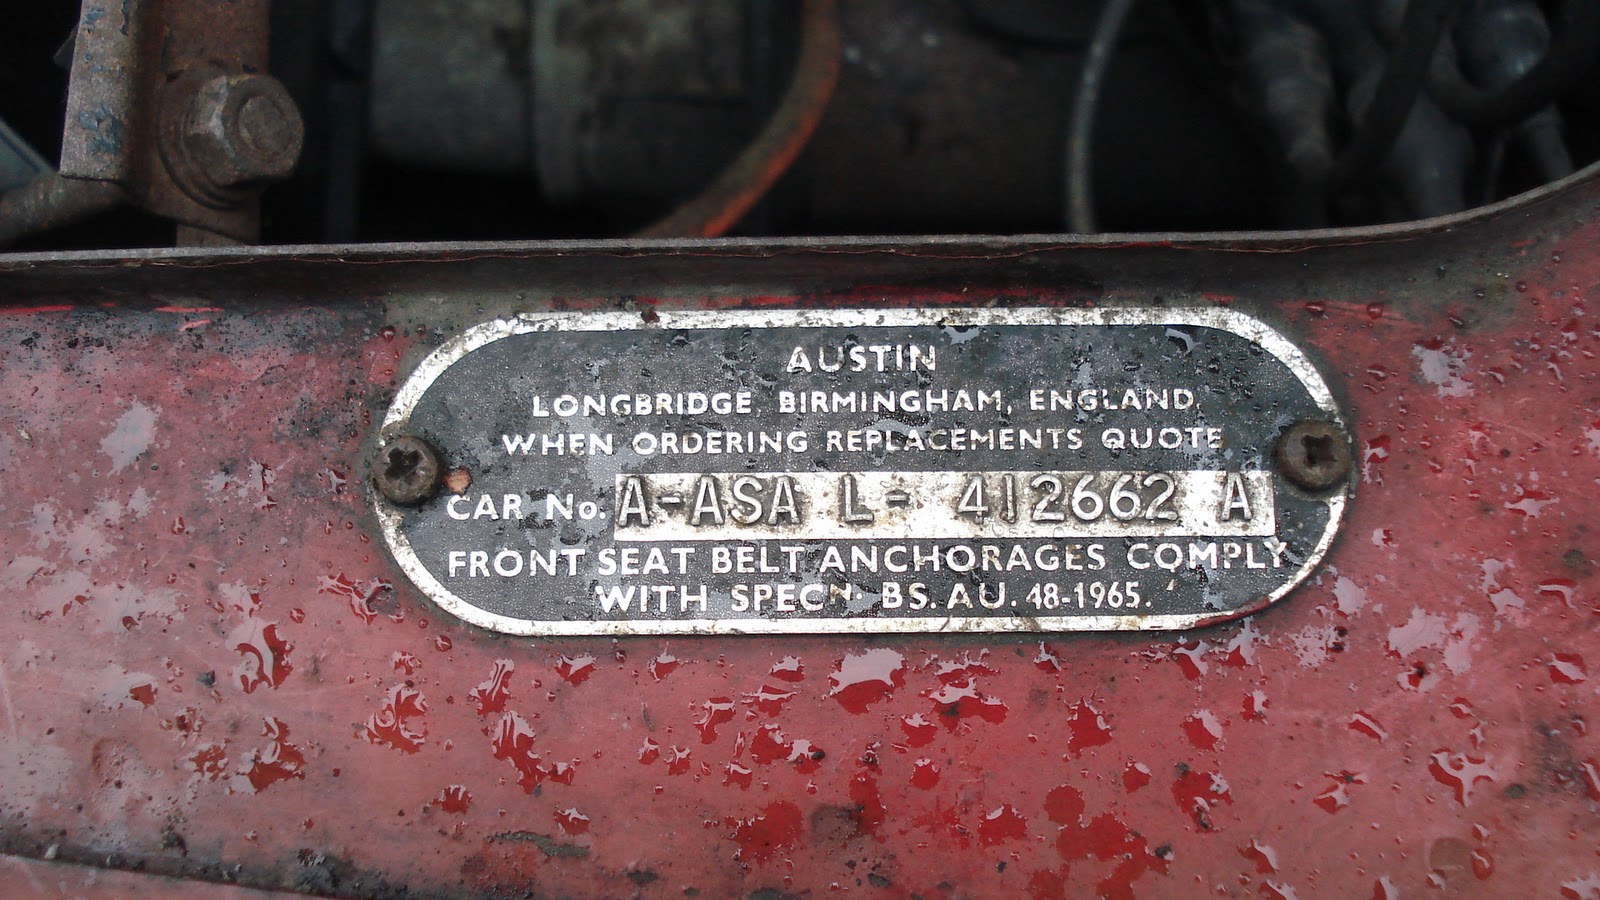 AUSTIN
LONGBRIDGE, BIRMINGHAM, ENGLAND,
WHEN ORDERING REPLACEMENTS QUOTE
CAR No. A-ASA L- 412662 A
FRONT SEAT BELT ANCHORAGES COMPLY
WITH SPECN. BS. AU. 48-1965.